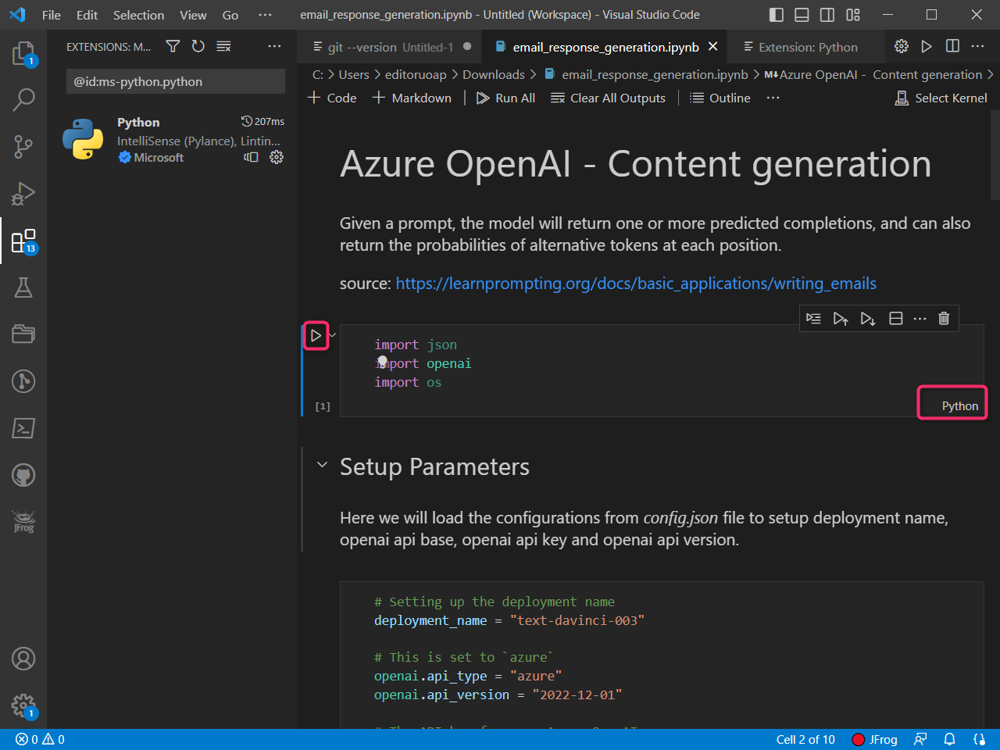 File Edit Selection View Go ··· email_response_generation.ipynb - Untitled (Workspace) - Visual Studio Code
EXTENSIONS: M...
git --version Untitled-1
email_response_generation.ipynb
Extension: Python
@id:ms-python.python
C: > Users > editoruoap > Downloads > email_response_generation.ipynb > M↓Azure OpenAI - Content generation >
+ Code + Markdown Run All Clear All Outputs Outline ··· Select Kernel
Python 207ms
IntelliSense (Pylance), Lintin...
Microsoft
1
13
JFrog
1
Azure OpenAI - Content generation
Given a prompt, the model will return one or more predicted completions, and can also
return the probabilities of alternative tokens at each position.
source: https://learnprompting.org/docs/basic_applications/writing_emails
import json
import openai
import os
[1]
Python
Setup Parameters
Here we will load the configurations from config.json file to setup deployment name,
openai api base, openai api key and openai api version.
# Setting up the deployment name
deployment_name = "text-davinci-003"
# This is set to `azure`
openai.api_type = "azure"
openai.api_version = "2022-12-01"
0 0 Cell 2 of 10 JFrog